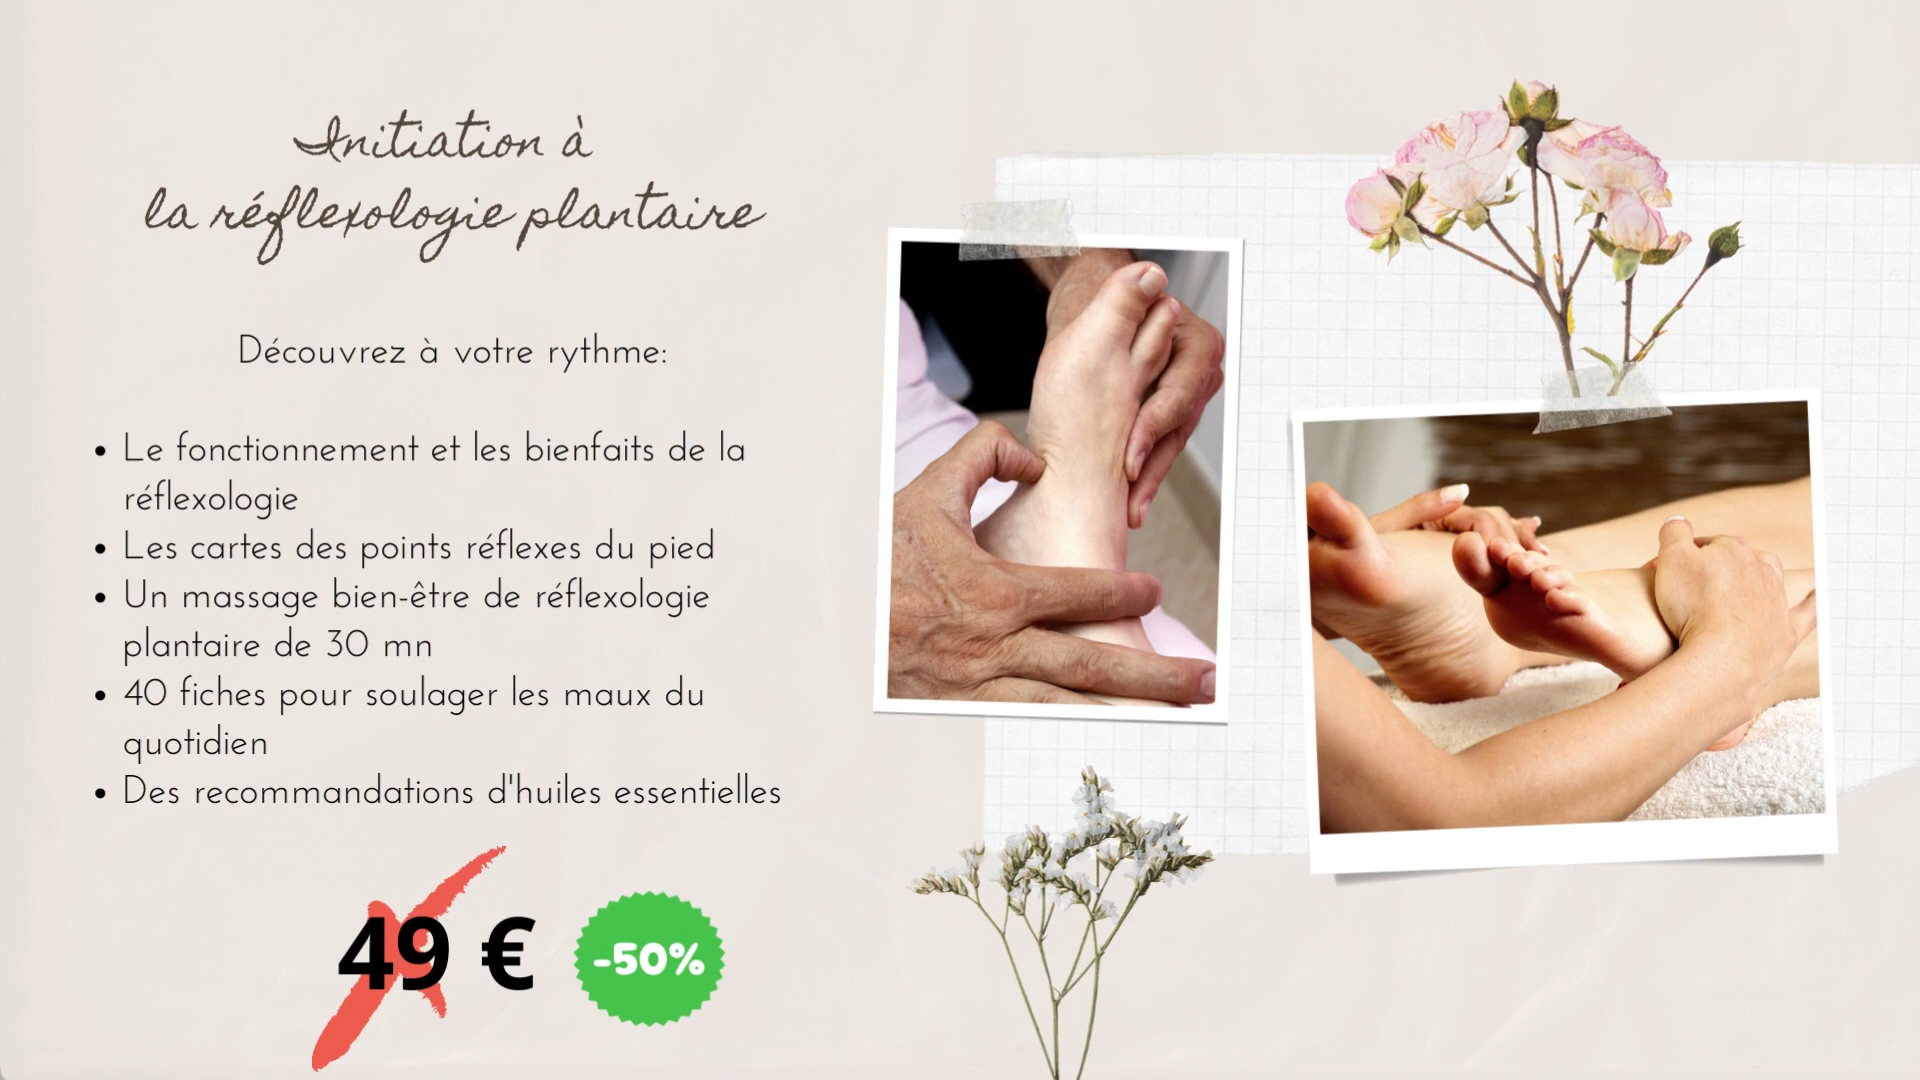 Initiation à
la réflexologie plantaire
Découvrez à votre rythme:
• Le fonctionnement et les bienfaits de la
réflexologie
• Les cartes des points réflexes du pied
• Un massage bien-être de réflexologie
plantaire de 30 mn
• 40 fiches pour soulager les maux du
quotidien
• Des recommandations d'huiles essentielles
49 €
-50%